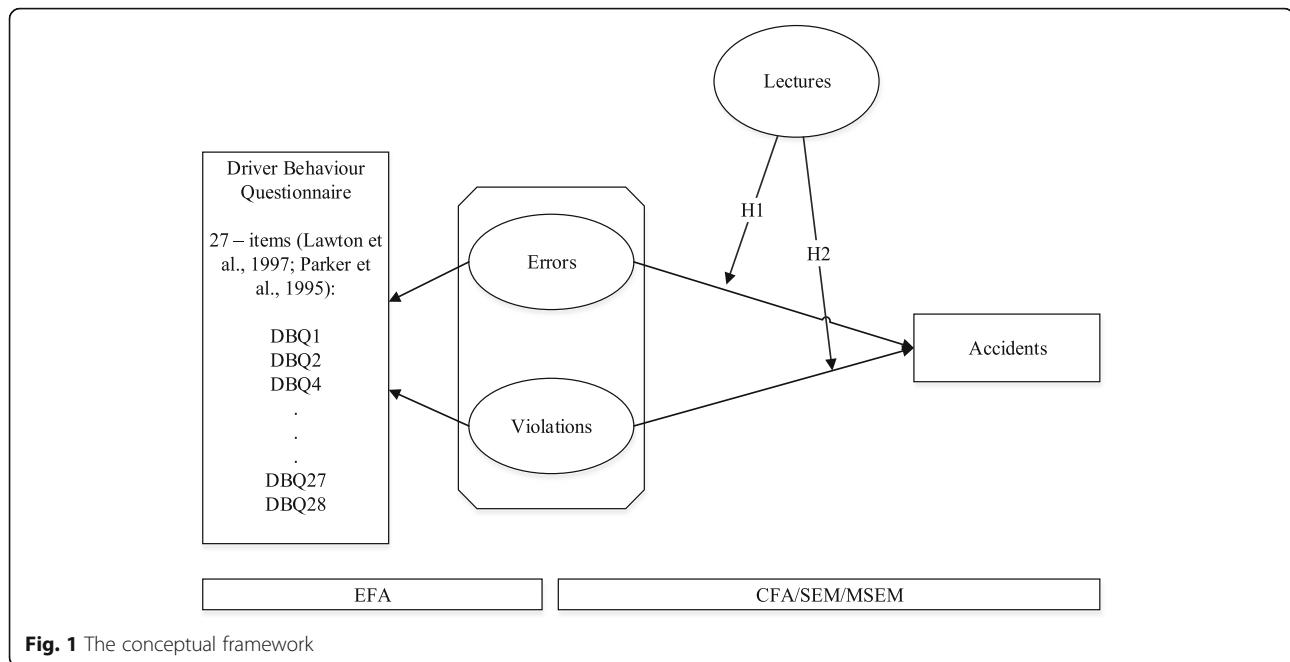 Lectures
Driver Behaviour
Questionnaire
27 – items (Lawton et
al., 1997; Parker et
al., 1995):
DBQ1
DBQ2
DBQ4
.
.
.
DBQ27
DBQ28
Errors
Violations
H1
H2
Accidents
EFA
CFA/SEM/MSEM
Fig. 1 The conceptual framework